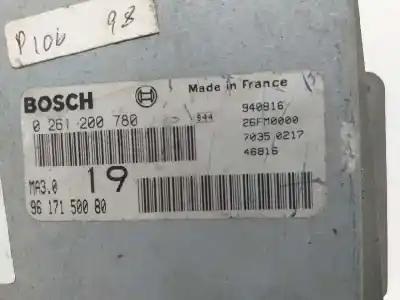 P106 98
Made in France
BOSCH
940816
0 261 200 780
944
26FM0000
7035 0217
46816
MA3.0
19
96 171 500 80